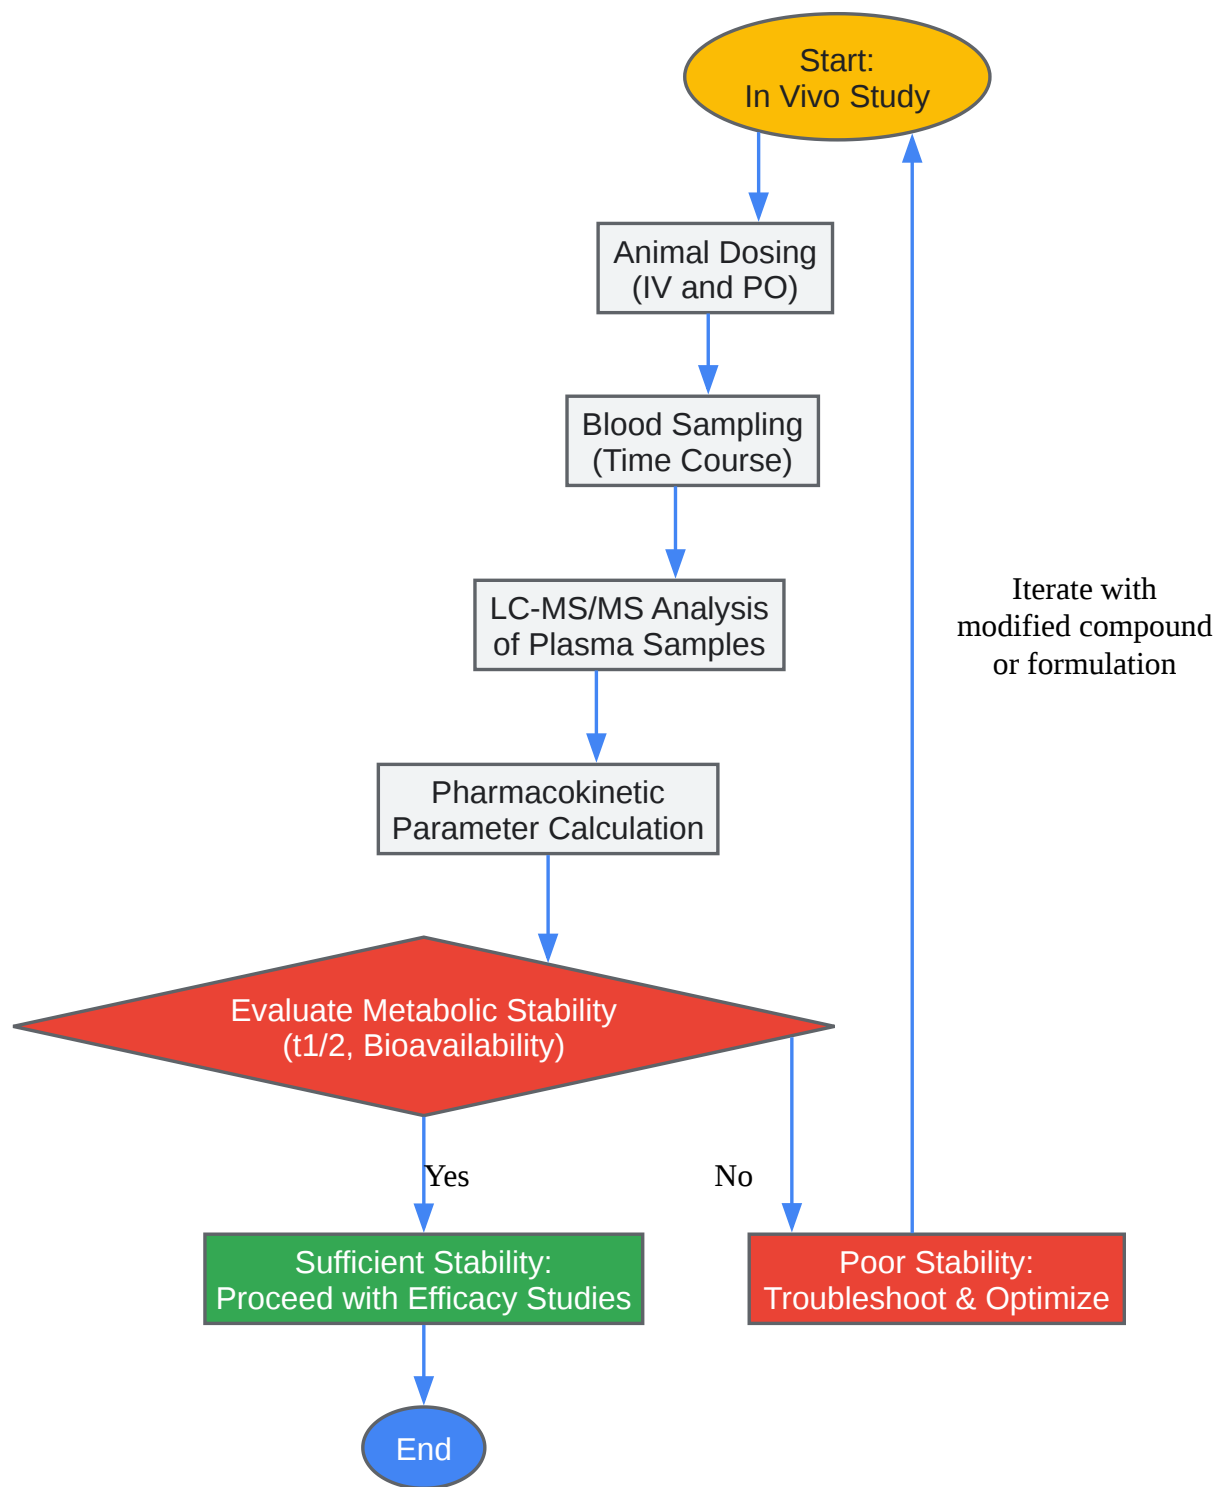 Start:
In Vivo Study
Animal Dosing
(IV and PO)
Blood Sampling
(Time Course)
LC-MS/MS Analysis
of Plasma Samples
Iterate with
modified compound
or formulation
Pharmacokinetic
Parameter Calculation
Evaluate Metabolic Stability
(t1/2, Bioavailability)
Yes
No
Sufficient Stability:
Proceed with Efficacy Studies
Poor Stability:
Troubleshoot & Optimize
End